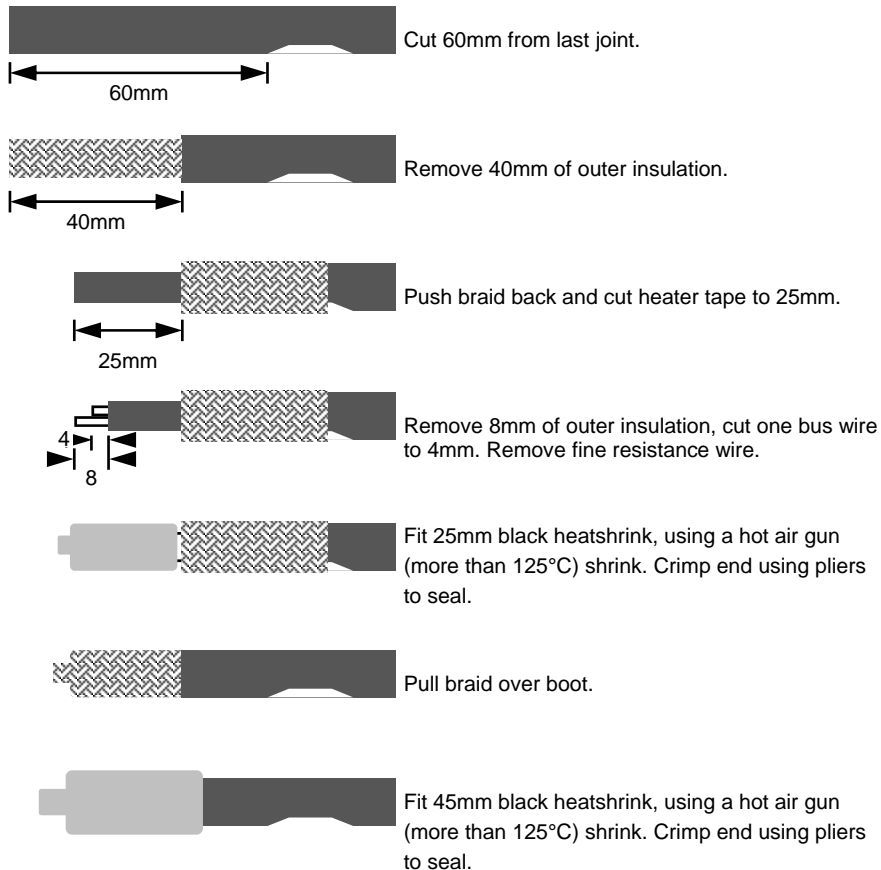 Cut 60mm from last joint.
60mm
Remove 40mm of outer insulation.
40mm
Push braid back and cut heater tape to 25mm.
25mm
Remove 8mm of outer insulation, cut one bus wire
to 4mm. Remove fine resistance wire.
4
8
Fit 25mm black heatshrink, using a hot air gun
(more than 125°C) shrink. Crimp end using pliers
to seal.
Pull braid over boot.
Fit 45mm black heatshrink, using a hot air gun
(more than 125°C) shrink. Crimp end using pliers
to seal.